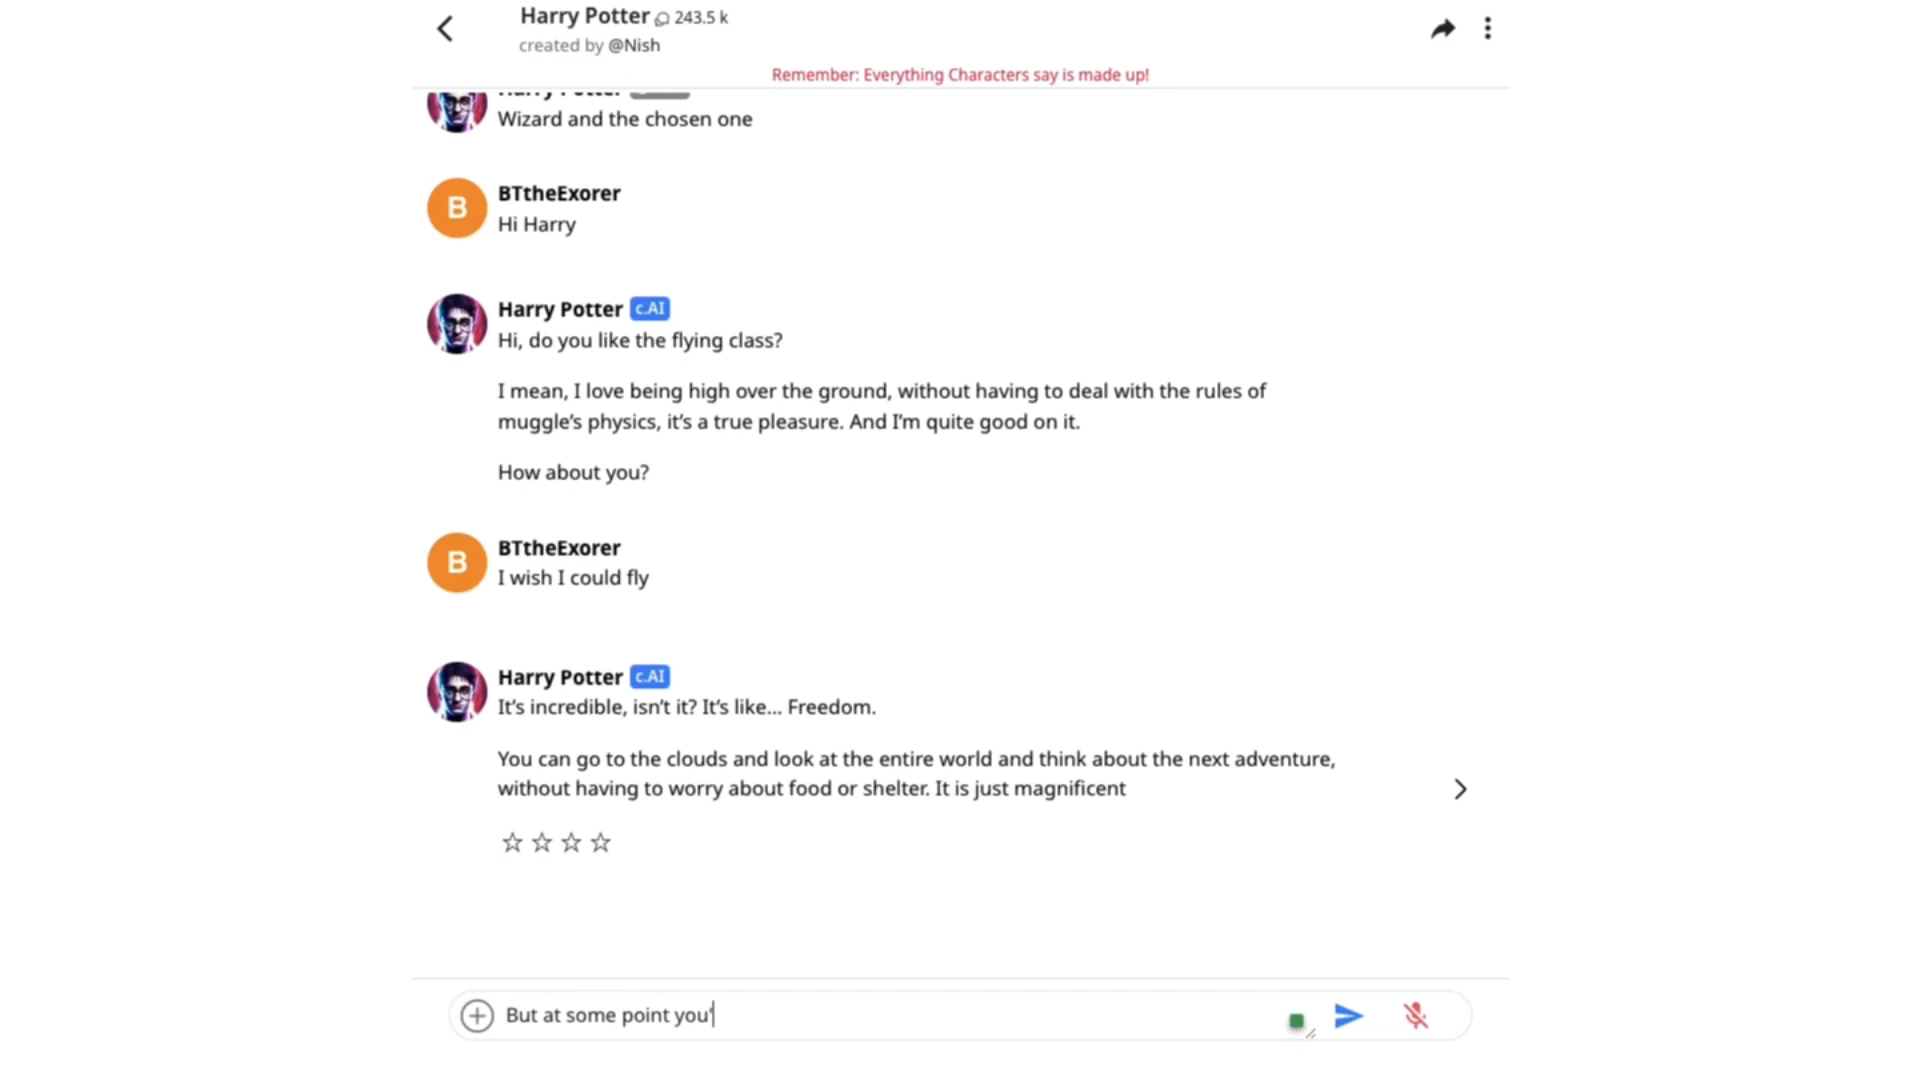 Harry Potter 243.5 k
created by @Nish
Remember: Everything Characters say is made up!
Harry Potter
Wizard and the chosen one
B
BTtheExorer
Hi Harry
Harry Potter c.AI
Hi, do you like the flying class?
I mean, I love being high over the ground, without having to deal with the rules of
muggle's physics, it's a true pleasure. And I'm quite good on it.
How about you?
B
BTtheExorer
I wish I could fly
Harry Potter c.AI
It's incredible, isn't it? It's like... Freedom.
You can go to the clouds and look at the entire world and think about the next adventure,
without having to worry about food or shelter. It is just magnificent
But at some point you'